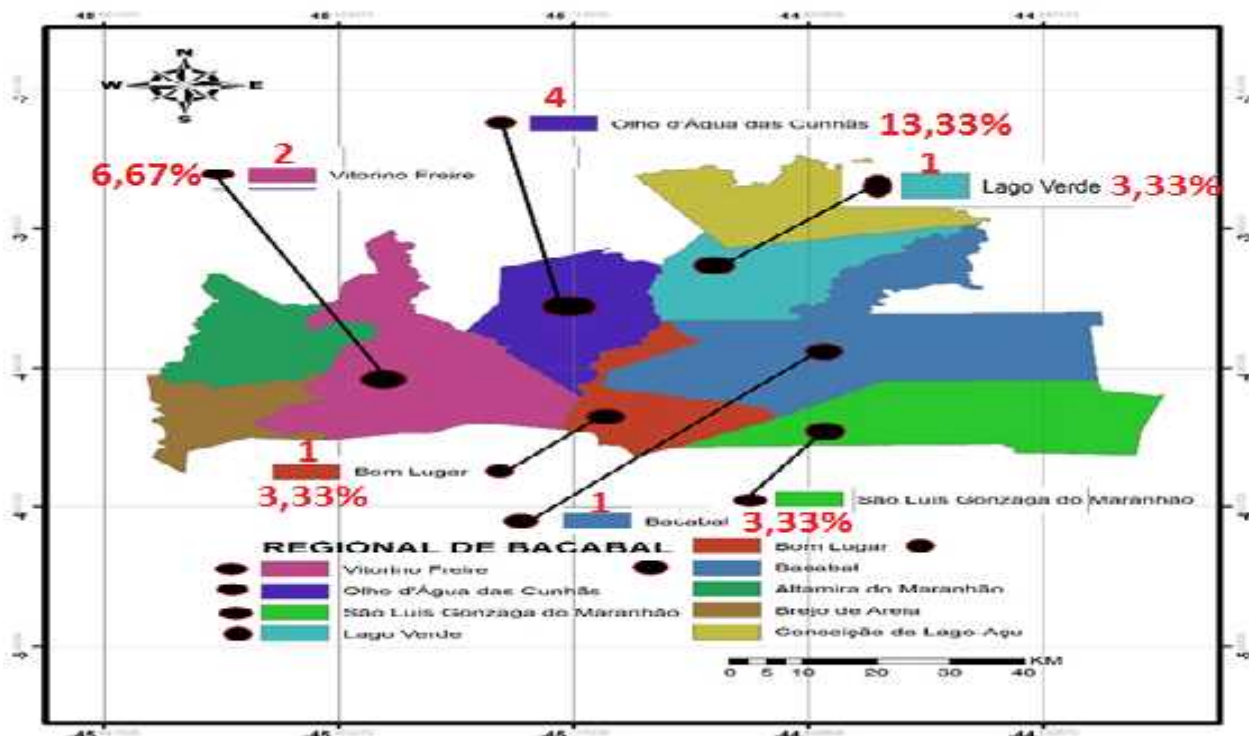 N
W E
S
4
Olho d'Água das Cunhãs 13,33%
2
6,67% Vitorino Freire
1
Lago Verde 3,33%
1
Bom Lugar
3,33%
São Luis Gonzaga do Maranhão
1
Bacabal 3,33%
REGIONAL DE BACABAL
Vitorino Freire
Olho d'Água das Cunhãs
São Luis Gonzaga do Maranhão
Lago Verde
Bom Lugar
Bacabal
Altamira do Maranhão
Brejo de Areia
Conceição do Lago-Açu
0 5 10 20 30 40 KM